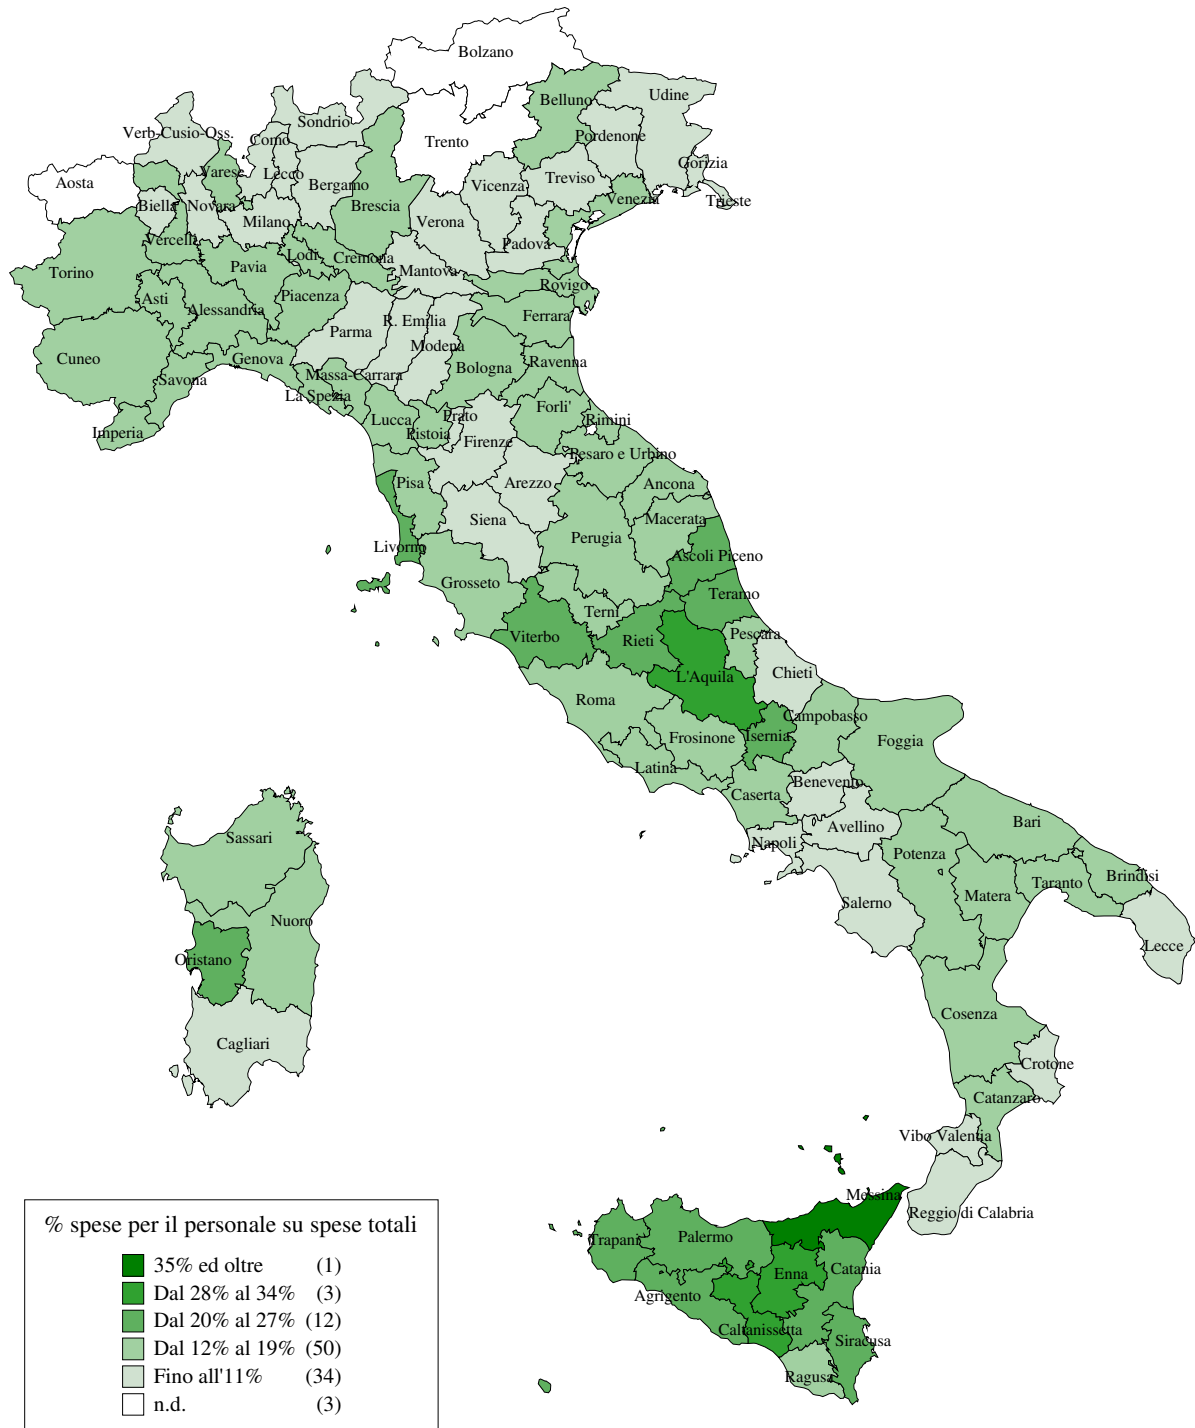 Bolzano
Belluno
Udine
Sondrio
Verb-Cusio-Oss.
Como
Trento
Pordenone
Gorizia
Aosta
Varese
Lecco
Bergamo
Vicenza
Treviso
Biella
Novara
Brescia
Venezia
Trieste
Milano
Verona
Vercelli
Padova
Lodi
Cremona
Torino
Pavia
Mantova
Rovigo
Asti
Piacenza
Alessandria
Ferrara
R. Emilia
Parma
Modena
Cuneo
Genova
Ravenna
Bologna
Savona
Massa-Carrara
La Spezia
Forli'
Prato
Lucca
Rimini
Imperia
Pistoia
Firenze
Pesaro e Urbino
Pisa
Arezzo
Ancona
Siena
Macerata
Perugia
Livorno
Ascoli Piceno
Grosseto
Teramo
Terni
Viterbo
Rieti
Pescara
Chieti
L'Aquila
Roma
Campobasso
Frosinone
Isernia
Foggia
Latina
Benevento
Caserta
Bari
Avellino
Sassari
Napoli
Potenza
Brindisi
Taranto
Matera
Salerno
Nuoro
Lecce
Oristano
Cosenza
Cagliari
Crotone
Catanzaro
Vibo Valentia
Messina
Reggio di Calabria
Trapani
Palermo
Catania
Enna
Agrigento
Caltanissetta
Siracusa
Ragusa
% spese per il personale su spese totali
35% ed oltre (1)
Dal 28% al 34% (3)
Dal 20% al 27% (12)
Dal 12% al 19% (50)
Fino all'11% (34)
n.d. (3)